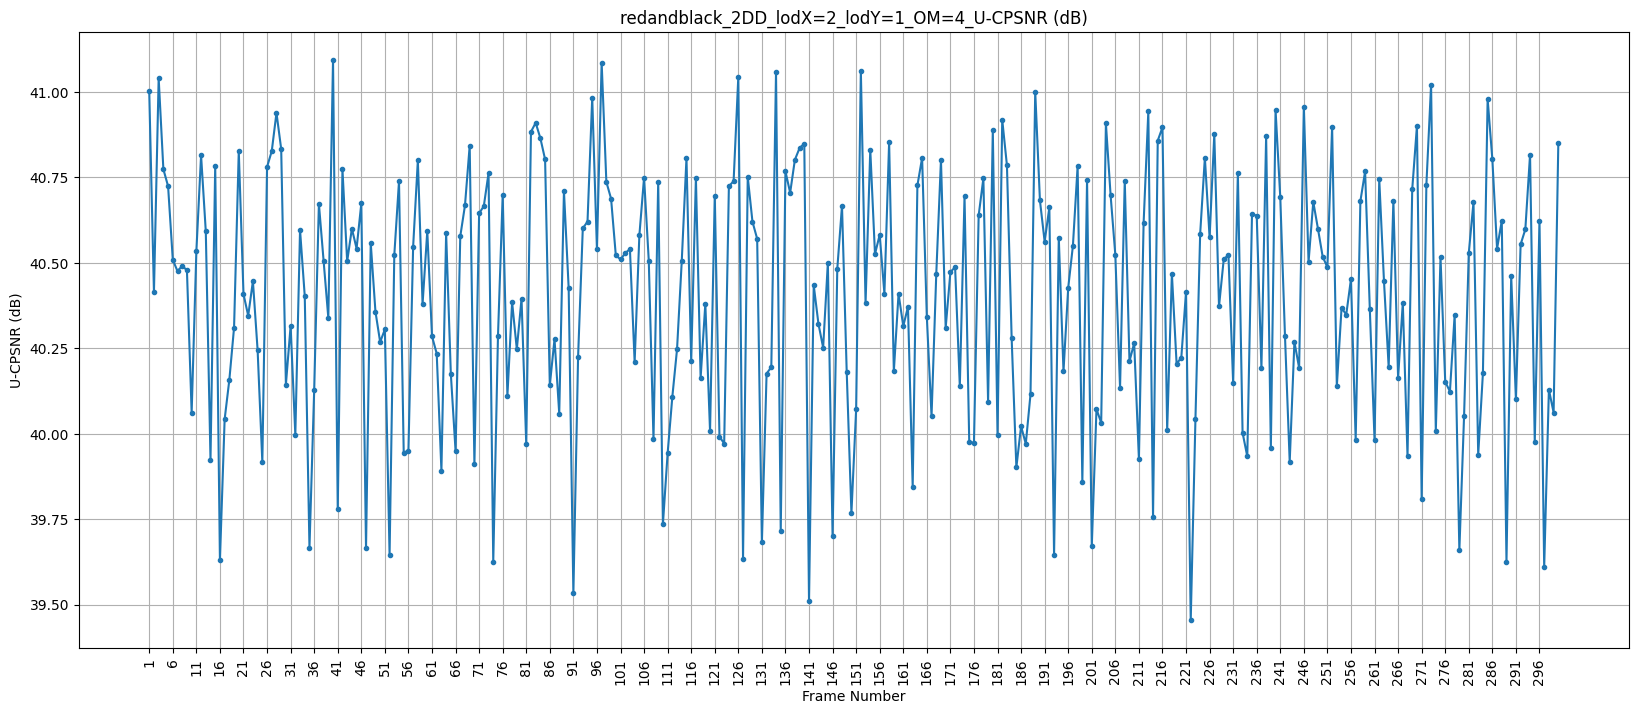 redandblack_2DD_lodX=2_lodY=1_OM=4_U-CPSNR (dB)
U-CPSNR (dB)
41.00
40.75
40.50
40.25
40.00
39.75
39.50
1 6 11 16 21 26 31 36 41 46 51 56 61 66 71 76 81 86 91 96 101 106 111 116 121 126 131 136 141 146 151 156 161 166 171 176 181 186 191 196 201 206 211 216 221 226 231 236 241 246 251 256 261 266 271 276 281 286 291 296
Frame Number